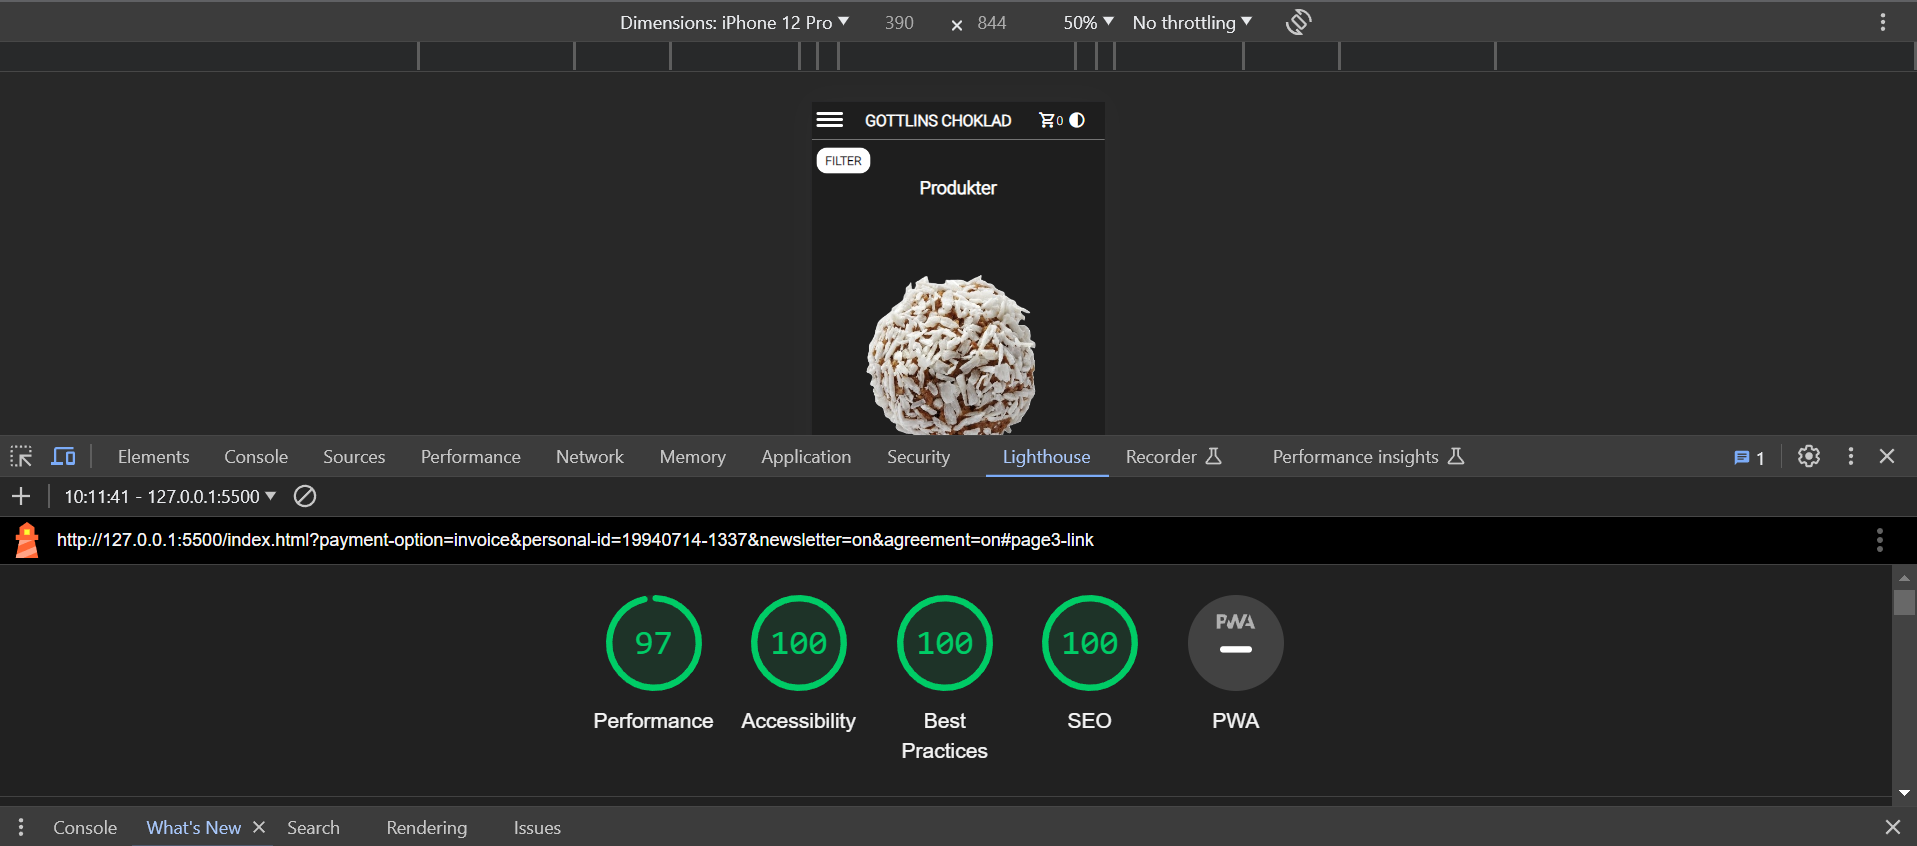 Dimensions: iPhone 12 Pro 390 × 844 50% No throttling
GOTTLINS CHOKLAD 0
FILTER
Produkter
Elements Console Sources Performance Network Memory Application Security Lighthouse Recorder Performance insights 1
10:11:41 - 127.0.0.1:5500
http://127.0.0.1:5500/index.html?payment-option=invoice&personal-id=19940714-1337&newsletter=on&agreement=on#page3-link
97 100 100 100 PWA
Performance Accessibility Best Practices SEO PWA
Console What's New Search Rendering Issues